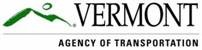 VERMONT
AGENCY OF TRANSPORTATION